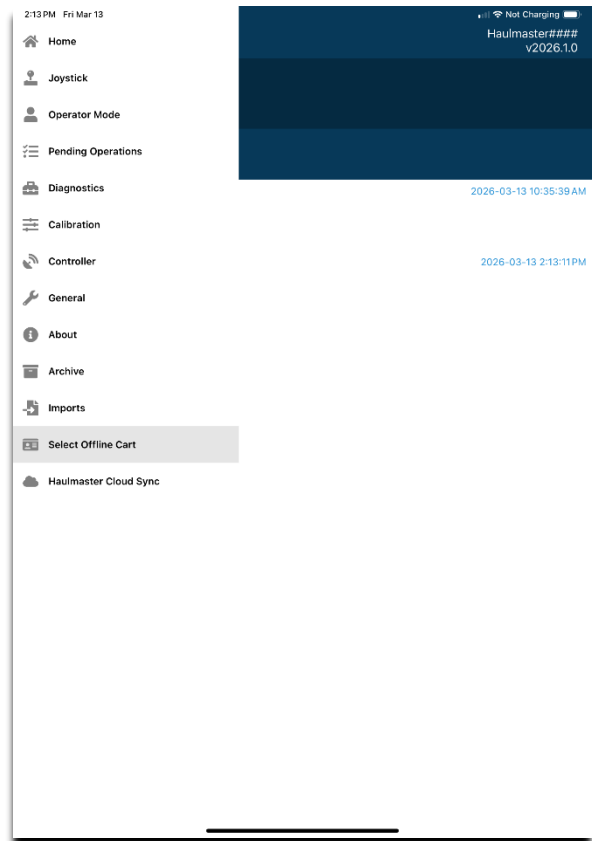 2:13 PM Fri Mar 13
Not Charging
Haulmaster####
v2026.1.0
Home
Joystick
Operator Mode
Pending Operations
Diagnostics
2026-03-13 10:35:39 AM
Calibration
Controller
2026-03-13 2:13:11 PM
General
About
Archive
Imports
Select Offline Cart
Haulmaster Cloud Sync